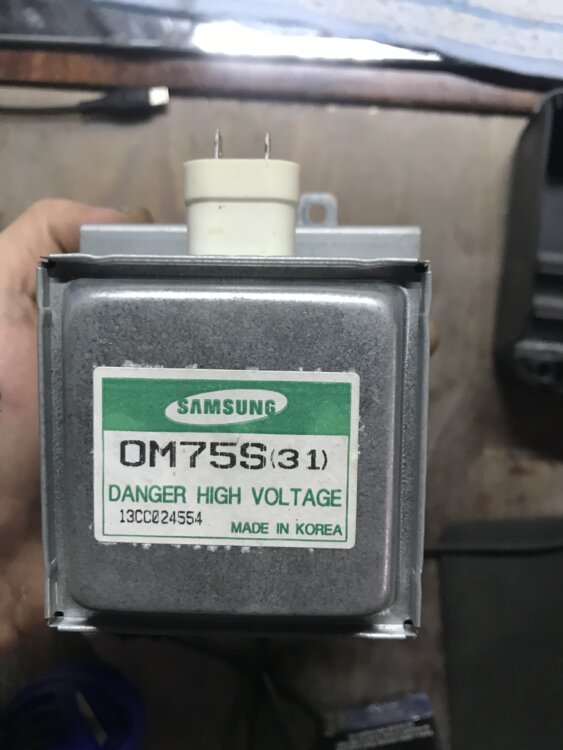 SAMSUNG
OM75S(31)
DANGER HIGH VOLTAGE
13CC024554
MADE IN KOREA